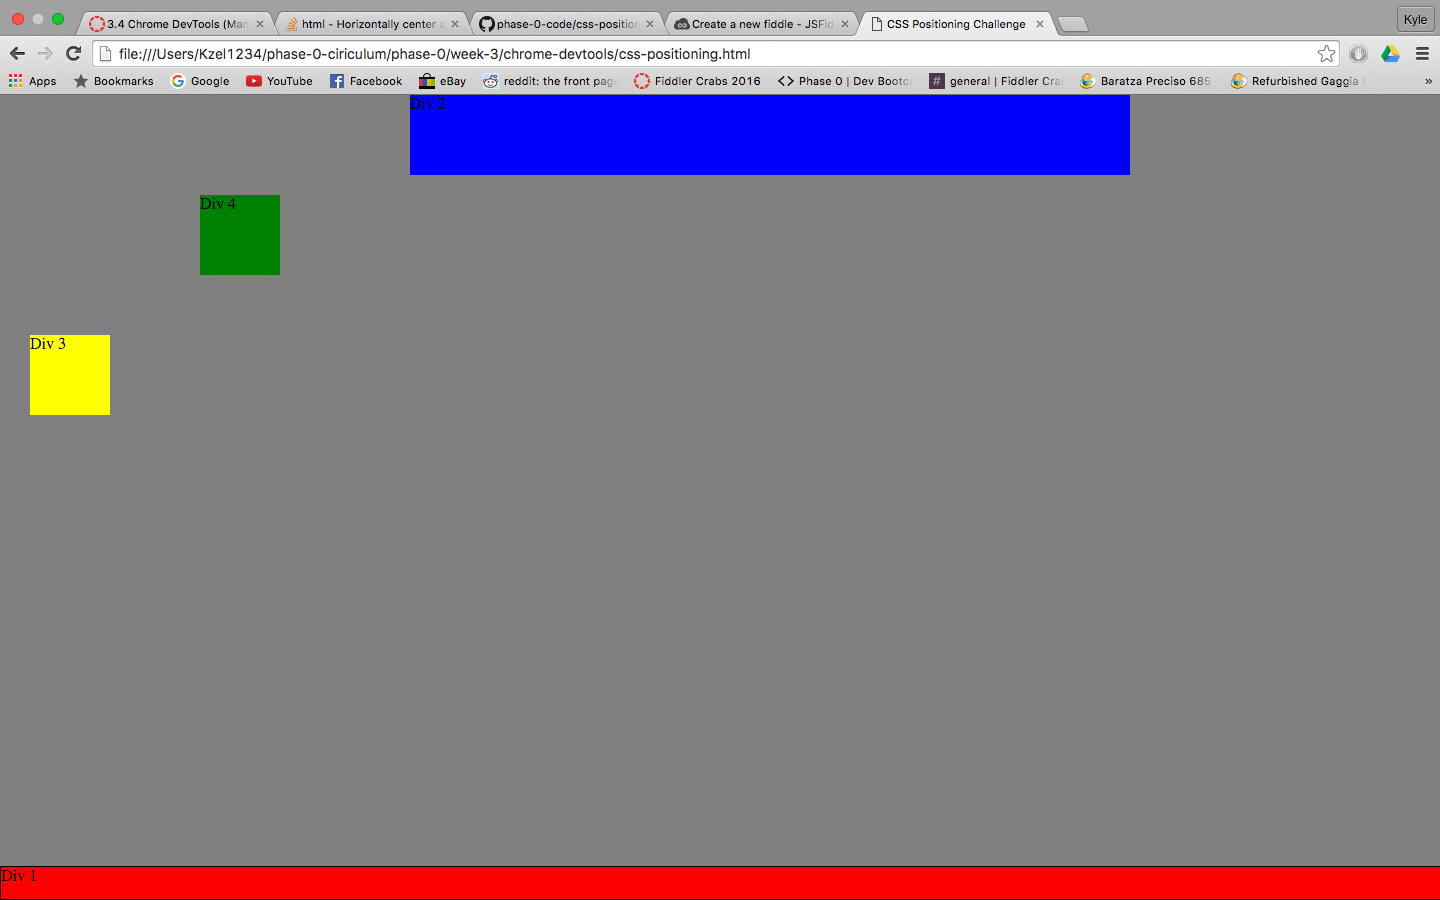 3.4 Chrome DevTools (Man
html - Horizontally center a
phase-0-code/css-position
Create a new fiddle - JSFid
CSS Positioning Challenge
Kyle
file:///Users/Kzel1234/phase-0-ciriculum/phase-0/week-3/chrome-devtools/css-positioning.html
Apps Bookmarks Google YouTube Facebook eBay reddit: the front page Fiddler Crabs 2016 Phase 0 | Dev Bootca general | Fiddler Cra Baratza Preciso 685 Refurbished Gaggia »
Div 2
Div 4
Div 3
Div 1